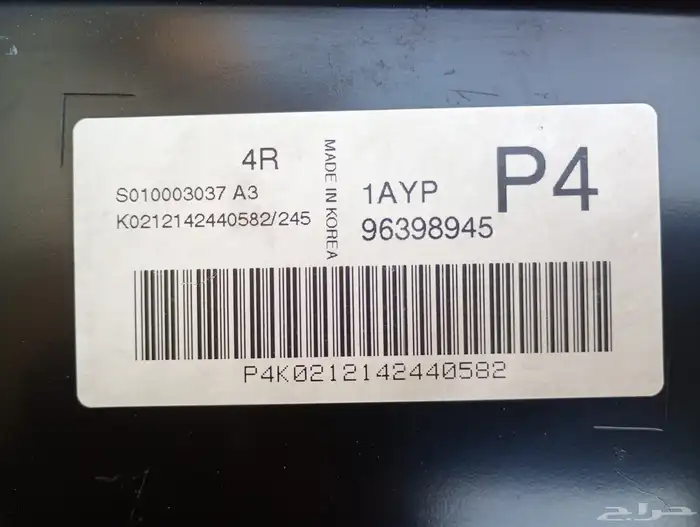 4R
S010003037 A3
K0212142440582/245
MADE IN KOREA
1AYP
96398945
P4
P4K0212142440582
حراج